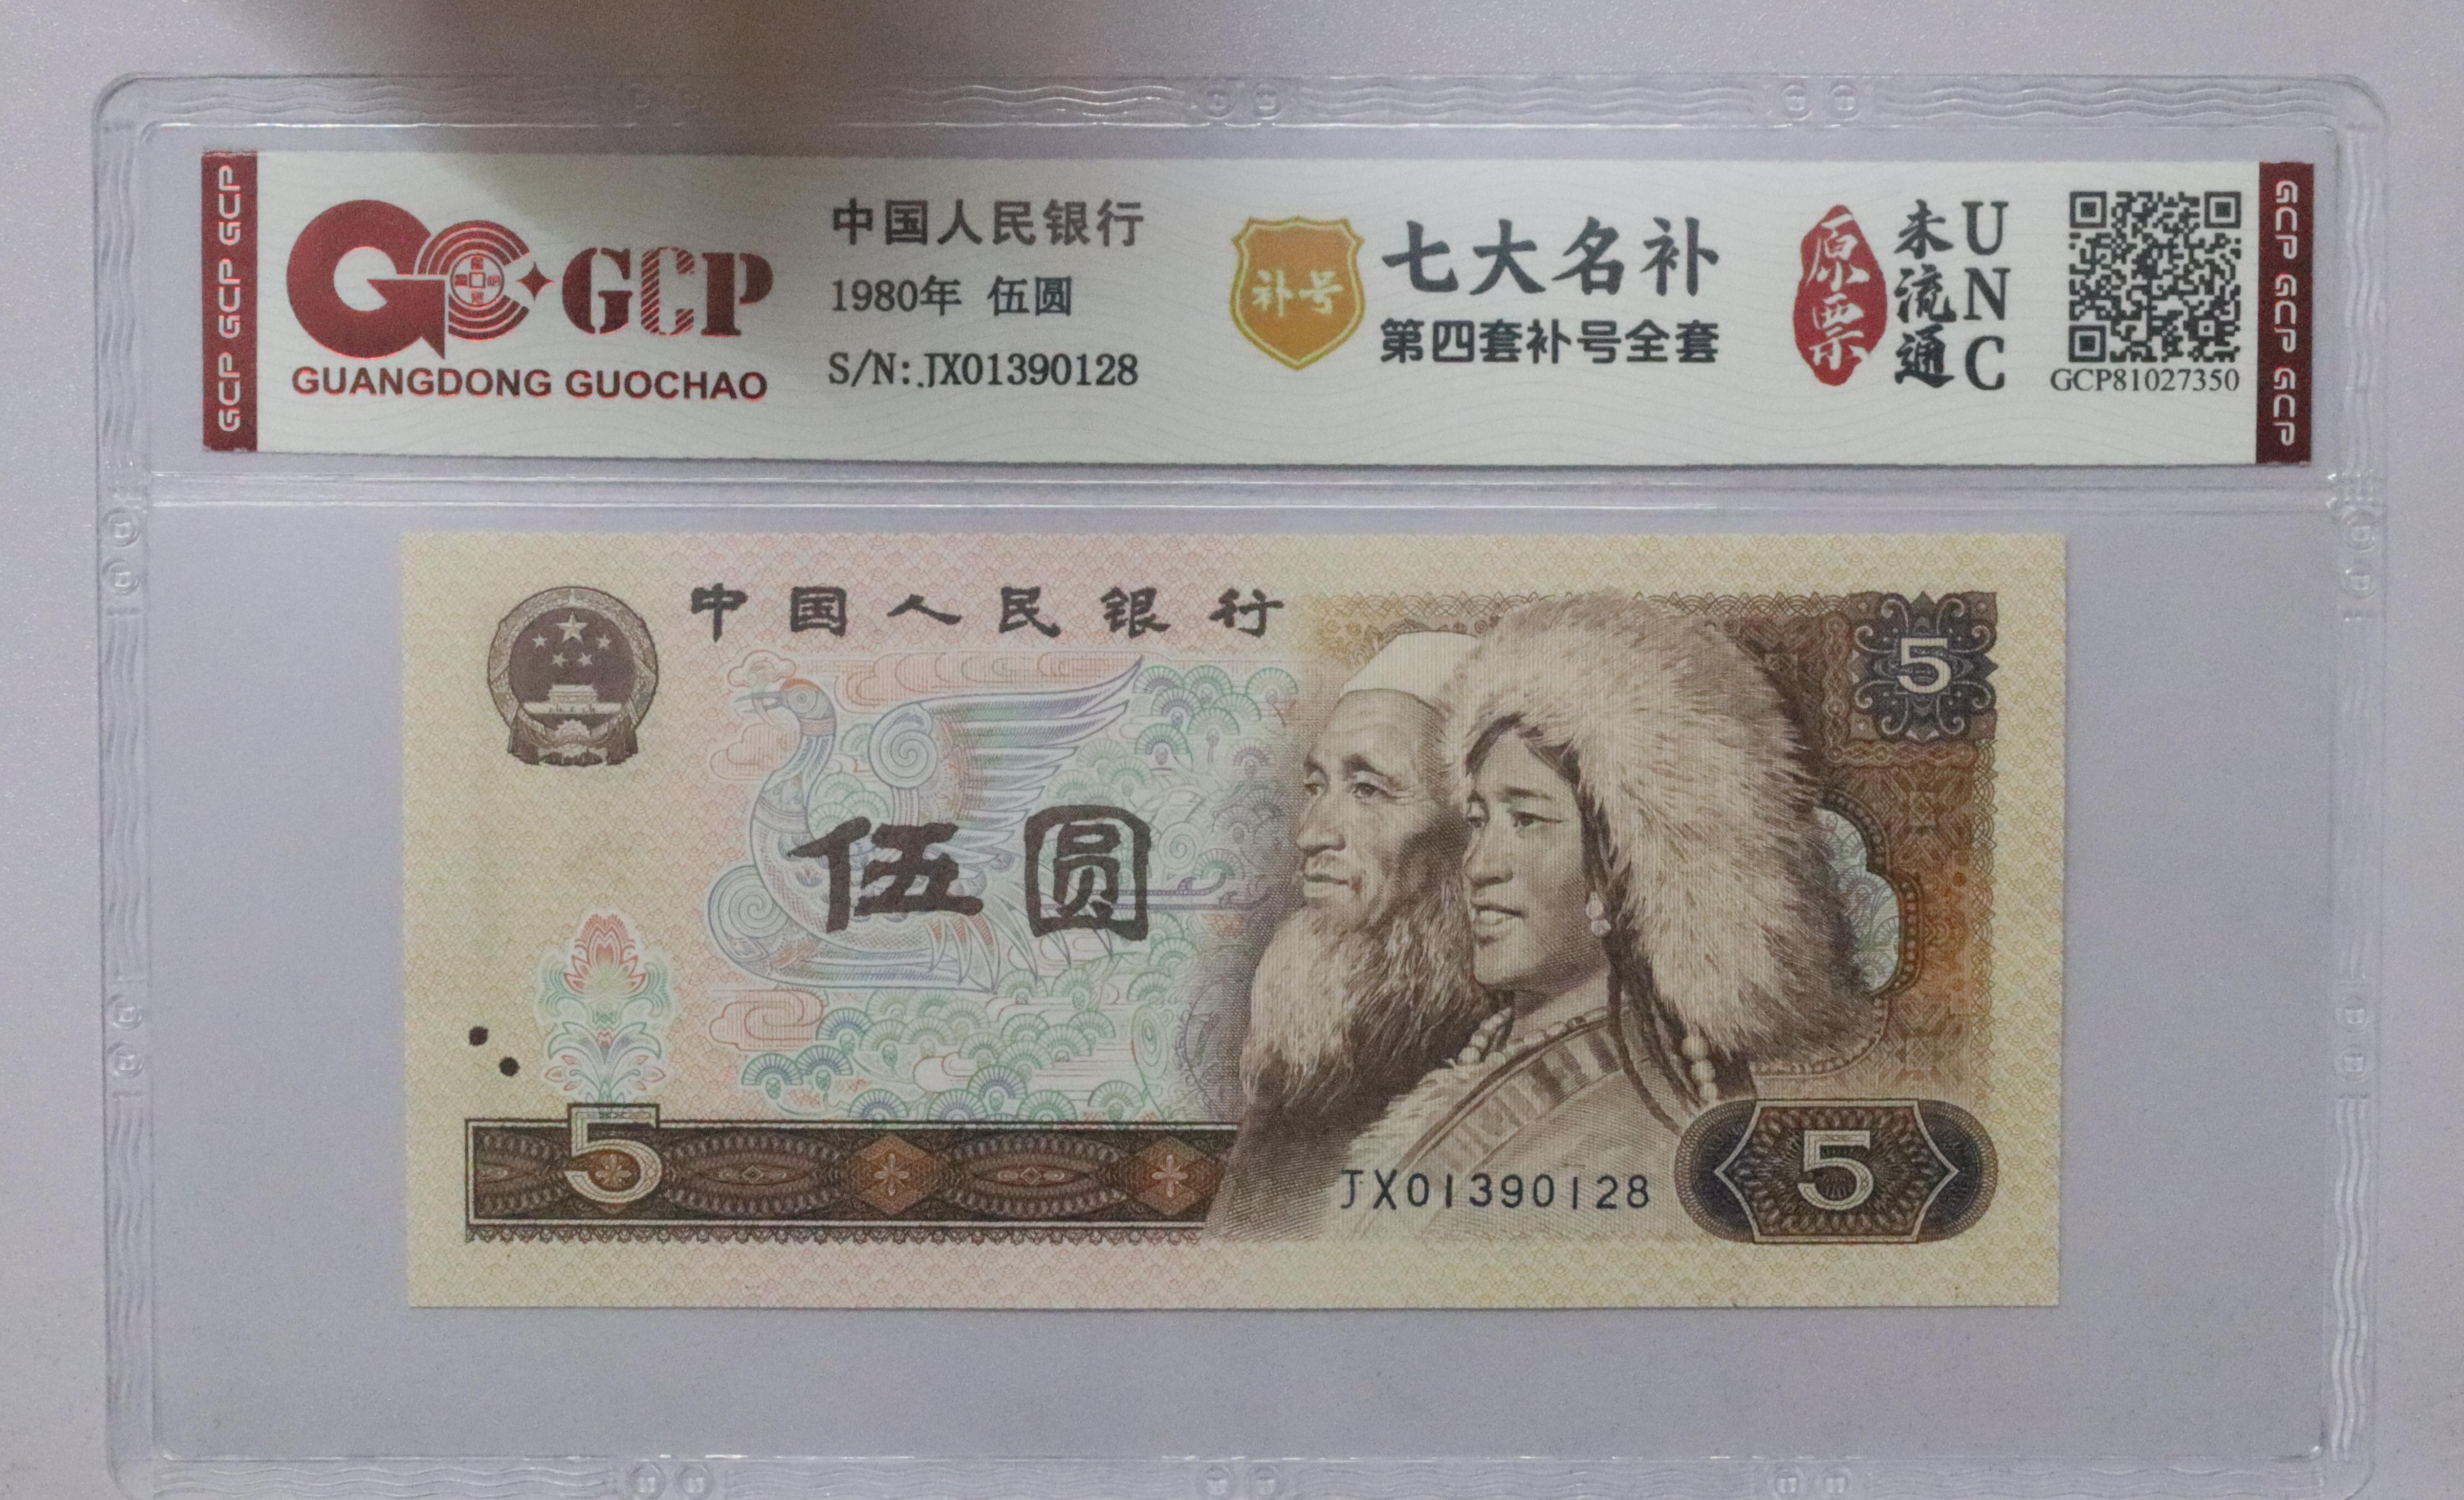 GCP GCP GCP
GCP
GUANGDONG GUOCHAO
中国人民银行
1980年 伍圆
S/N: JX01390128
补号
七大名补
第四套补号全套
原票
未流通
UNC
GCP81027350
GCP GCP GCP
中国人民银行
5
伍圆
5
JX01390128
5